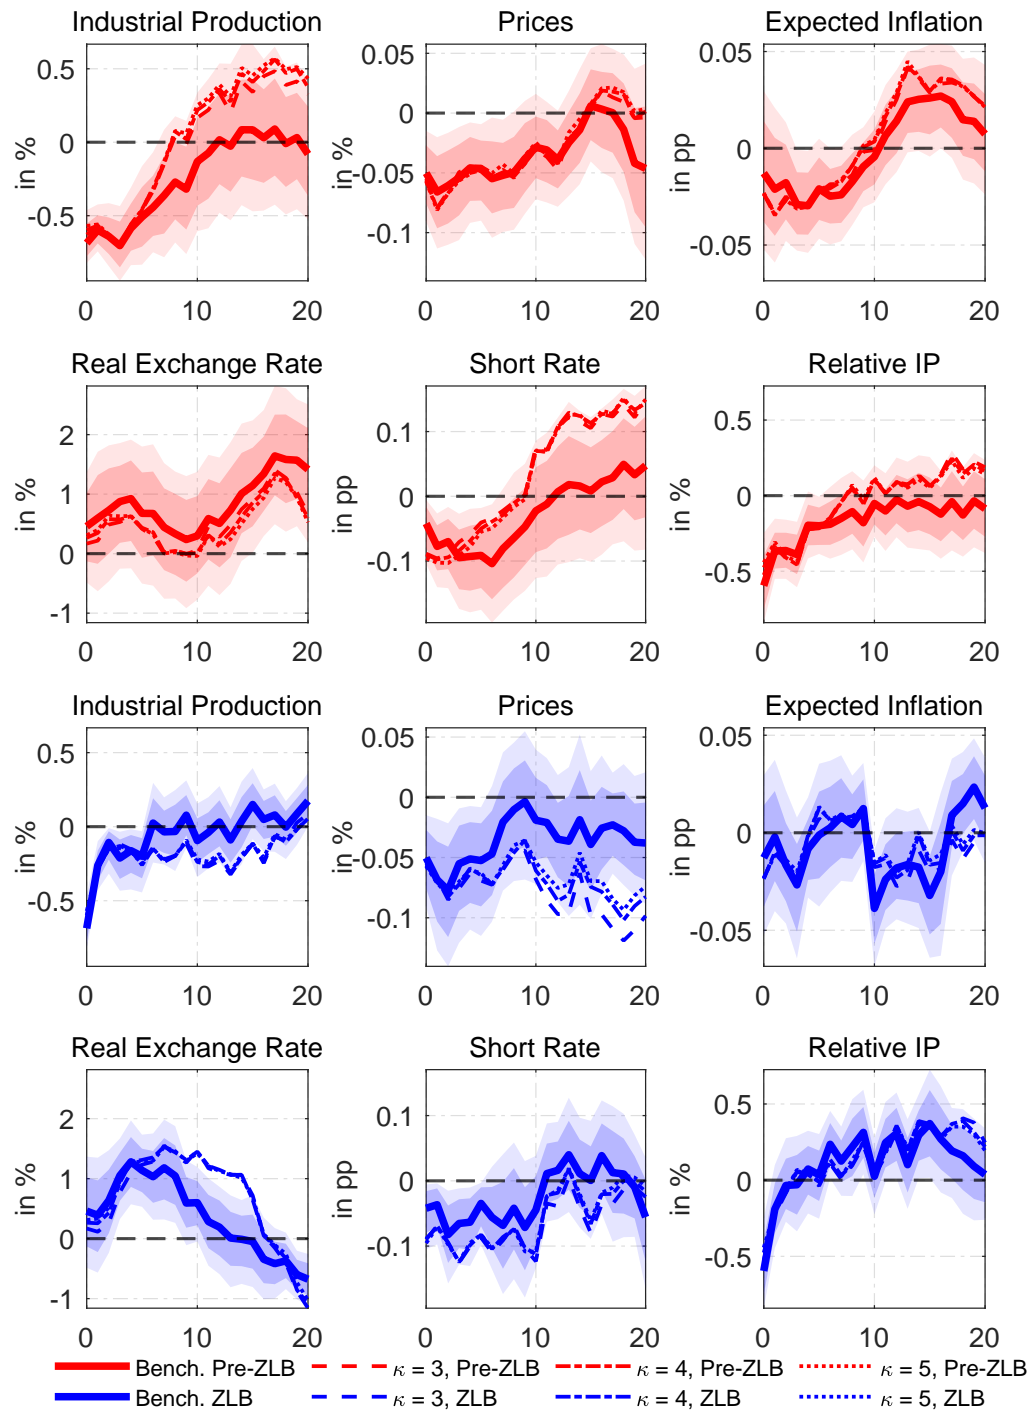 Industrial Production Prices Expected Inflation
in % in % in pp
0.5 0 -0.5
0.05 0 -0.05 -0.1
0.05 0 -0.05
0 10 20 0 10 20 0 10 20
Real Exchange Rate Short Rate Relative IP
in % in pp in %
2 1 0 -1
0.1 0 -0.1
0.5 0 -0.5
0 10 20 0 10 20 0 10 20
Industrial Production Prices Expected Inflation
in % in % in pp
0.5 0 -0.5
0.05 0 -0.05 -0.1
0.05 0 -0.05
0 10 20 0 10 20 0 10 20
Real Exchange Rate Short Rate Relative IP
in % in pp in %
2 1 0 -1
0.1 0 -0.1
0.5 0 -0.5
0 10 20 0 10 20 0 10 20
Bench. Pre-ZLB κ = 3, Pre-ZLB κ = 4, Pre-ZLB κ = 5, Pre-ZLB
Bench. ZLB κ = 3, ZLB κ = 4, ZLB κ = 5, ZLB